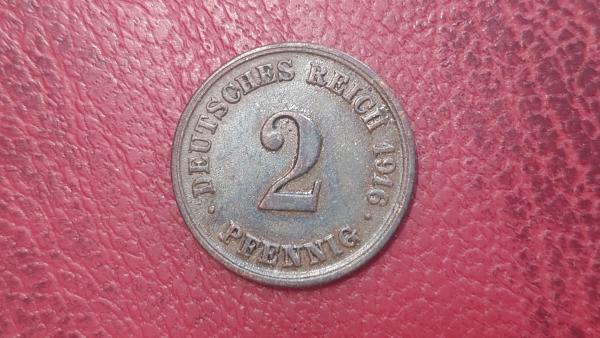 · DEUTSCHES REICH 1916 ·
2
PFENNIG